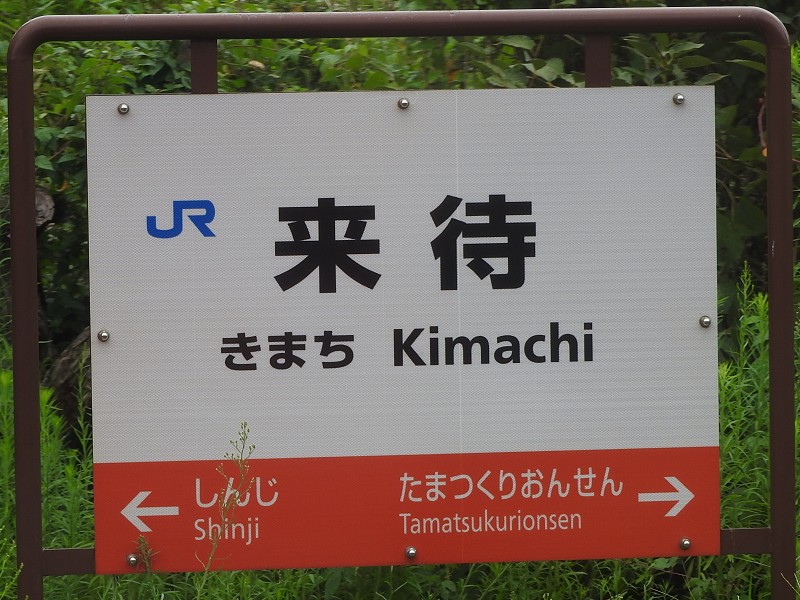 JR 来待
きまち Kimachi
← しんじ たまつくりおんせん →
Shinji Tamatsukurionsen